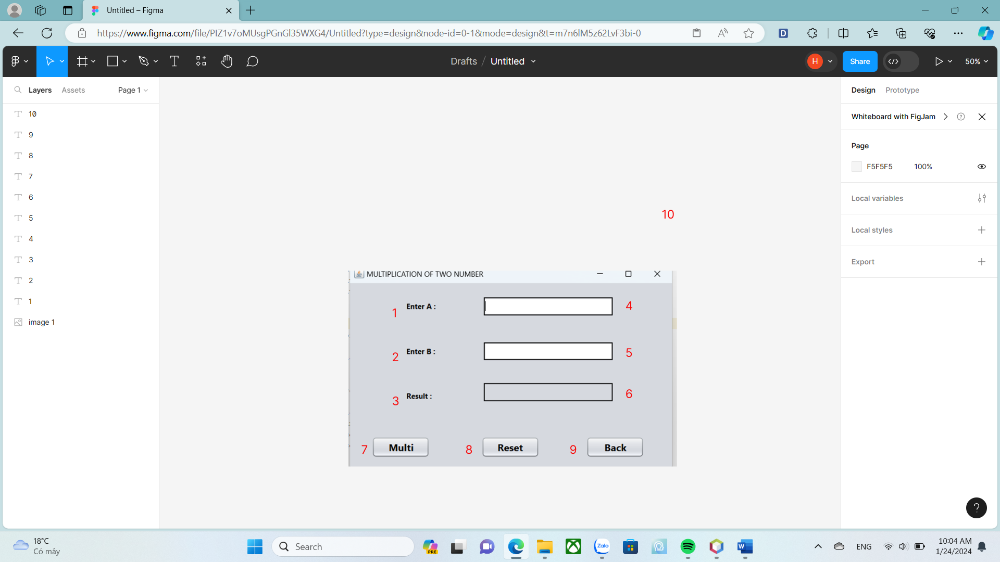 Untitled – Figma
https://www.figma.com/file/PIZ1v7oMUsgPGnGl35WXG4/Untitled?type=design&node-id=0-1&mode=design&t=m7n6lM5z62LvF3bi-0
Drafts / Untitled
H
Share
50%
Layers
Assets
Page 1
10
9
8
7
6
5
4
3
2
1
image 1
10
MULTIPLICATION OF TWO NUMBER
1 Enter A : 4
2 Enter B : 5
3 Result : 6
7 Multi 8 Reset 9 Back
Design
Prototype
Whiteboard with FigJam
Page
F5F5F5 100%
Local variables
Local styles
Export
?
18°C
Có mây
Search
PRE
Zalo
W
ENG
10:04 AM
1/24/2024